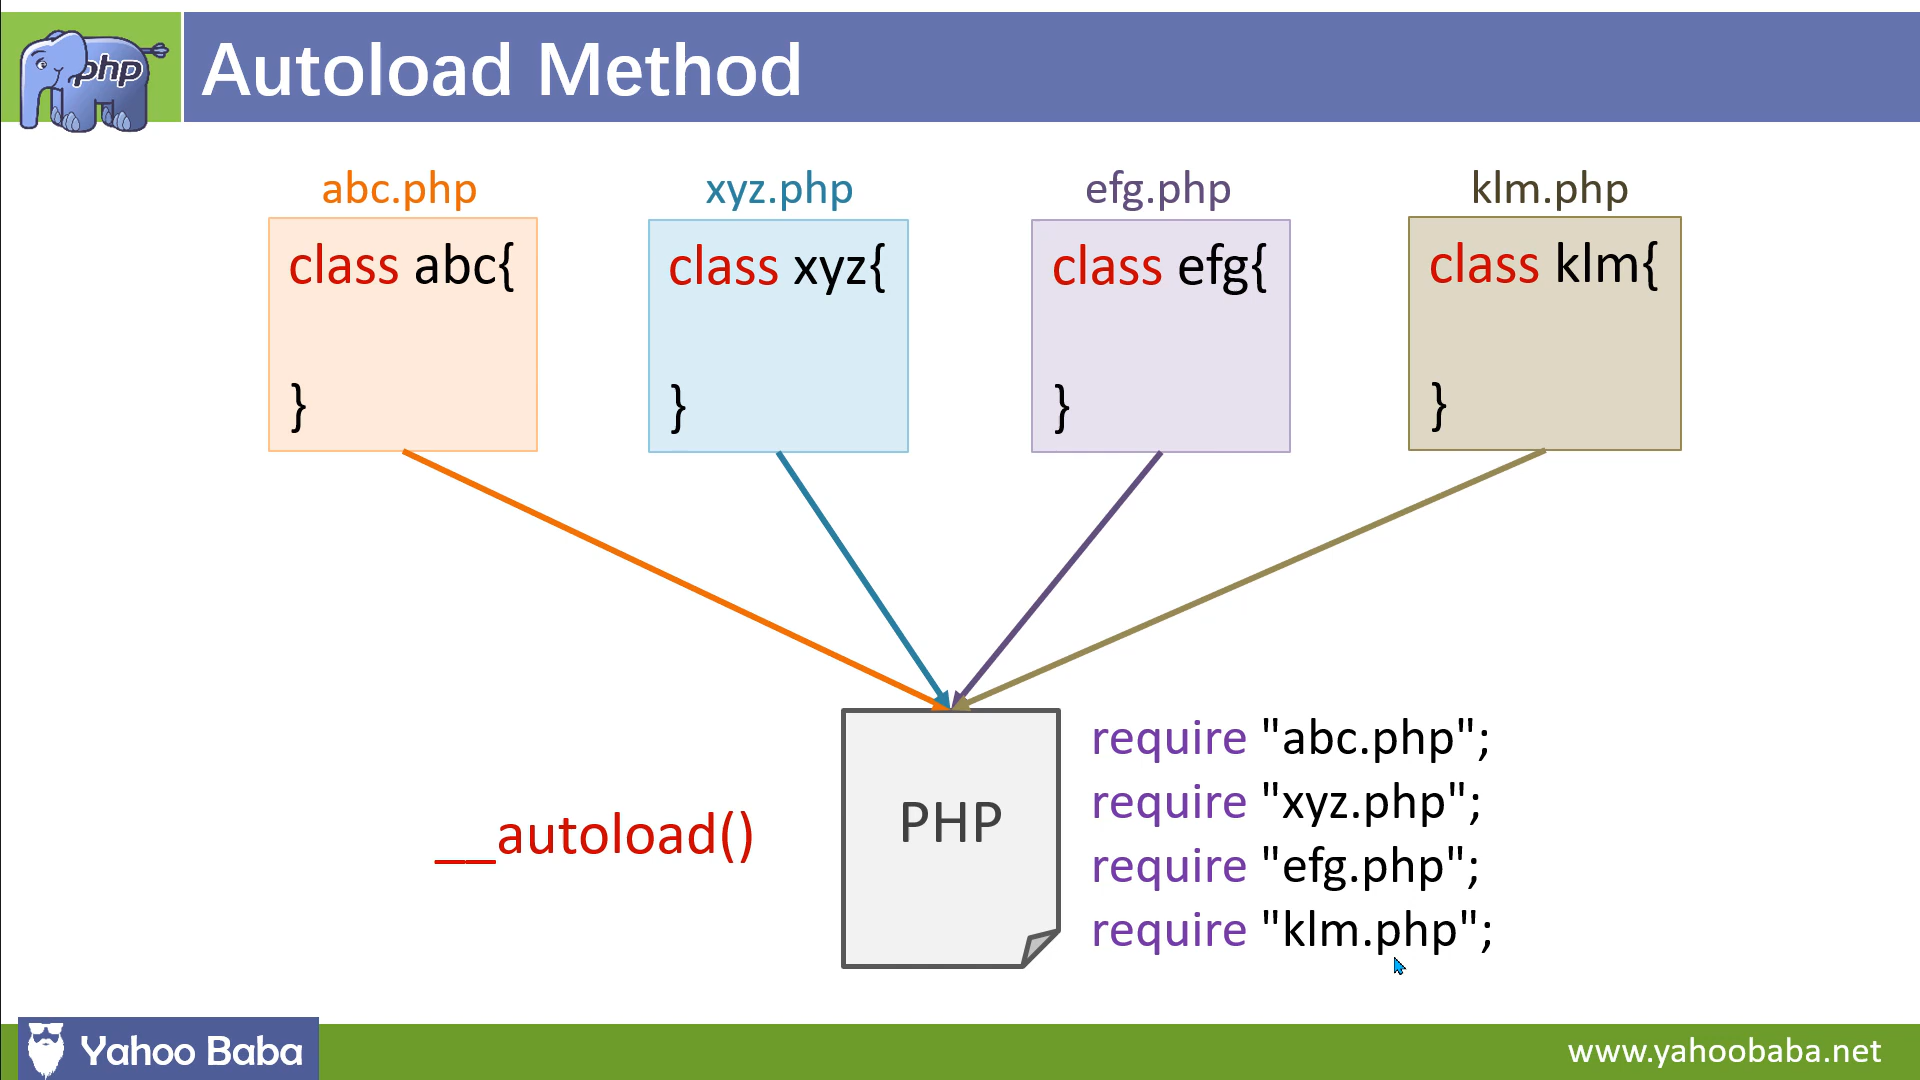 php
Autoload Method
abc.php
xyz.php
efg.php
klm.php
class abc{
}
class xyz{
}
class efg{
}
class klm{
}
__autoload()
PHP
require "abc.php";
require "xyz.php";
require "efg.php";
require "klm.php";
Yahoo Baba
www.yahoobaba.net